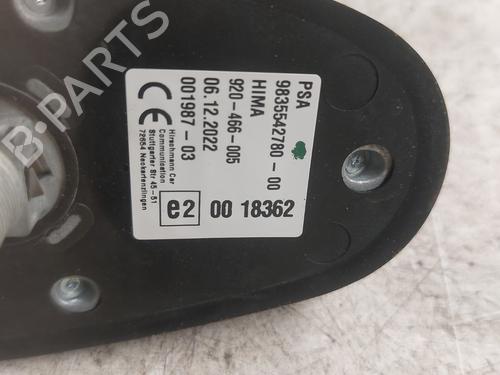 PSA
9835542780-00
HIMA
920-466-005
06.12.2022
001987-03
CE
Hirschmann Car
Communication
Stuttgarter Str 45-51
72654 Neckartenzlingen
e2
00 18362
B-PARTS